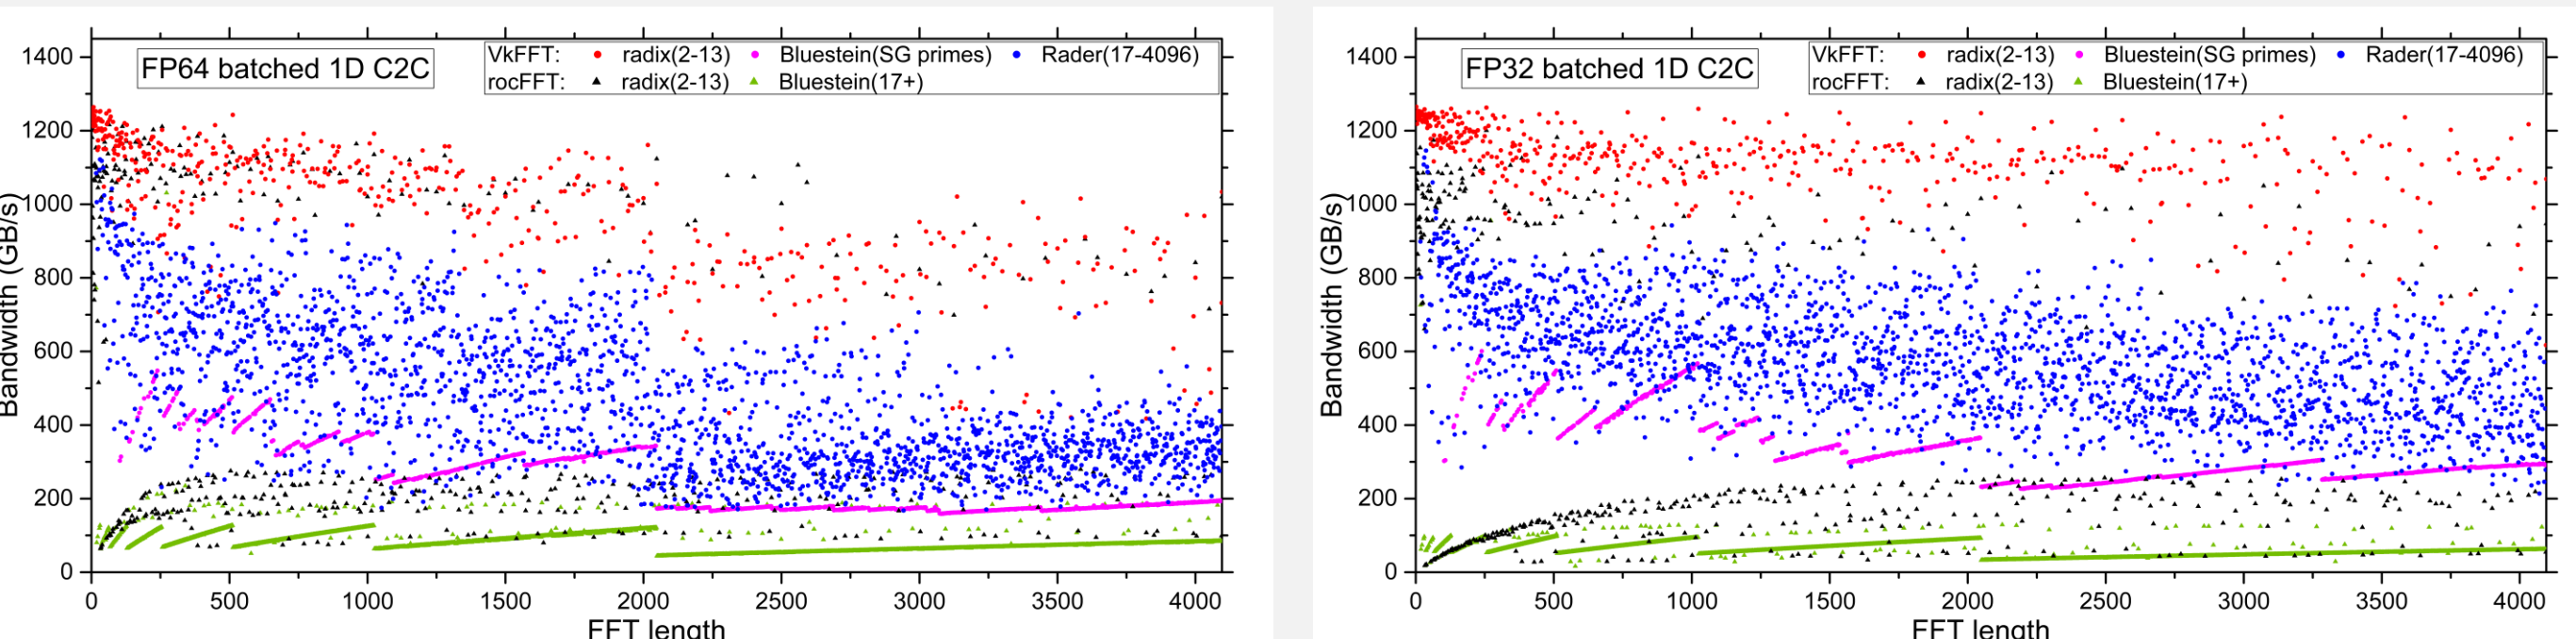 FP64 batched 1D C2C
VkFFT: radix(2-13) Bluestein(SG primes) Rader(17-4096)
rocFFT: radix(2-13) Bluestein(17+)
Bandwidth (GB/s)
1400
1200
1000
800
600
400
200
0
0 500 1000 1500 2000 2500 3000 3500 4000
FFT length
FP32 batched 1D C2C
VkFFT: radix(2-13) Bluestein(SG primes) Rader(17-4096)
rocFFT: radix(2-13) Bluestein(17+)
Bandwidth (GB/s)
1400
1200
1000
800
600
400
200
0
0 500 1000 1500 2000 2500 3000 3500 4000
FFT length